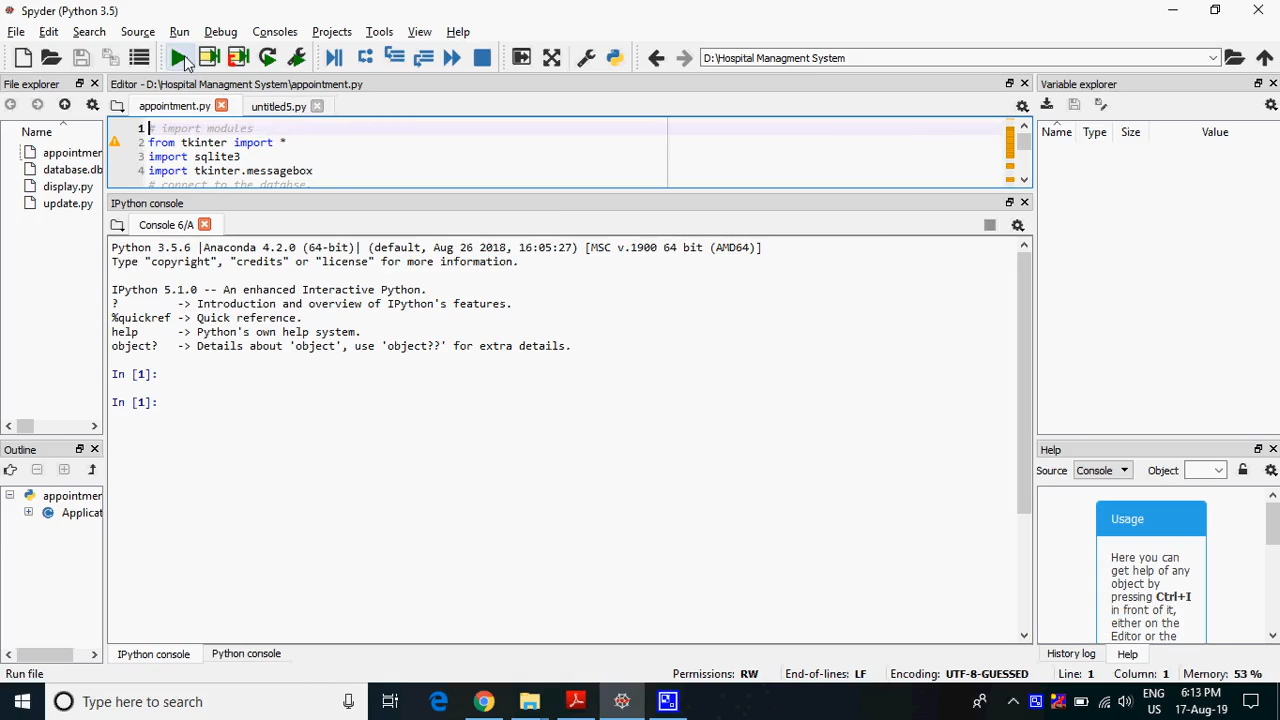 Spyder (Python 3.5)
File Edit Search Source Run Debug Consoles Projects Tools View Help
D:\Hospital Managment System
File explorer
Editor - D:\Hospital Managment System\appointment.py
Variable explorer
appointment.py untitled5.py
Name
Name Type Size Value
appointmen
database.db
display.py
update.py
1 # import modules
2 from tkinter import *
3 import sqlite3
4 import tkinter.messagebox
# connect to the databse.
IPython console
Console 6/A
Python 3.5.6 |Anaconda 4.2.0 (64-bit)| (default, Aug 26 2018, 16:05:27) [MSC v.1900 64 bit (AMD64)]
Type "copyright", "credits" or "license" for more information.
IPython 5.1.0 -- An enhanced Interactive Python.
? -> Introduction and overview of IPython's features.
%quickref -> Quick reference.
help -> Python's own help system.
object? -> Details about 'object', use 'object??' for extra details.
In [1]:
In [1]:
Outline
appointmen
Applicat
Help
Source Console Object
Usage
Here you can
get help of any
object by
pressing Ctrl+I
in front of it,
either on the
Editor or the
IPython console Python console
History log Help
Run file
Permissions: RW End-of-lines: LF Encoding: UTF-8-GUESSED Line: 1 Column: 1 Memory: 53 %
Type here to search
ENG
US
6:13 PM
17-Aug-19